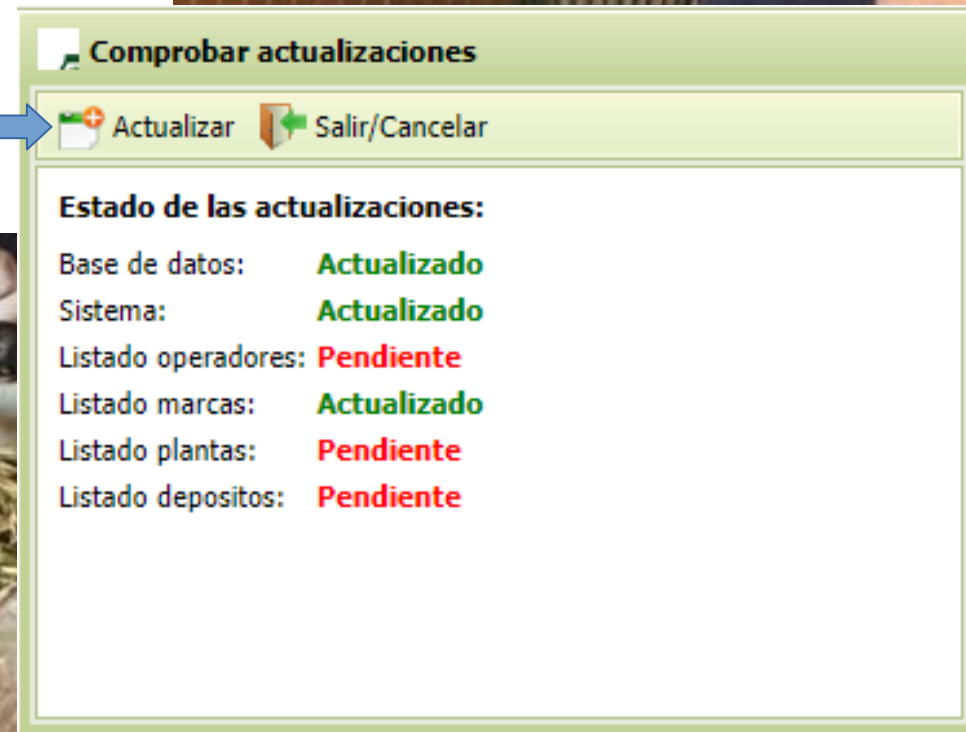 Comprobar actualizaciones
Actualizar Salir/Cancelar
Estado de las actualizaciones:
Base de datos: Actualizado
Sistema: Actualizado
Listado operadores: Pendiente
Listado marcas: Actualizado
Listado plantas: Pendiente
Listado depositos: Pendiente